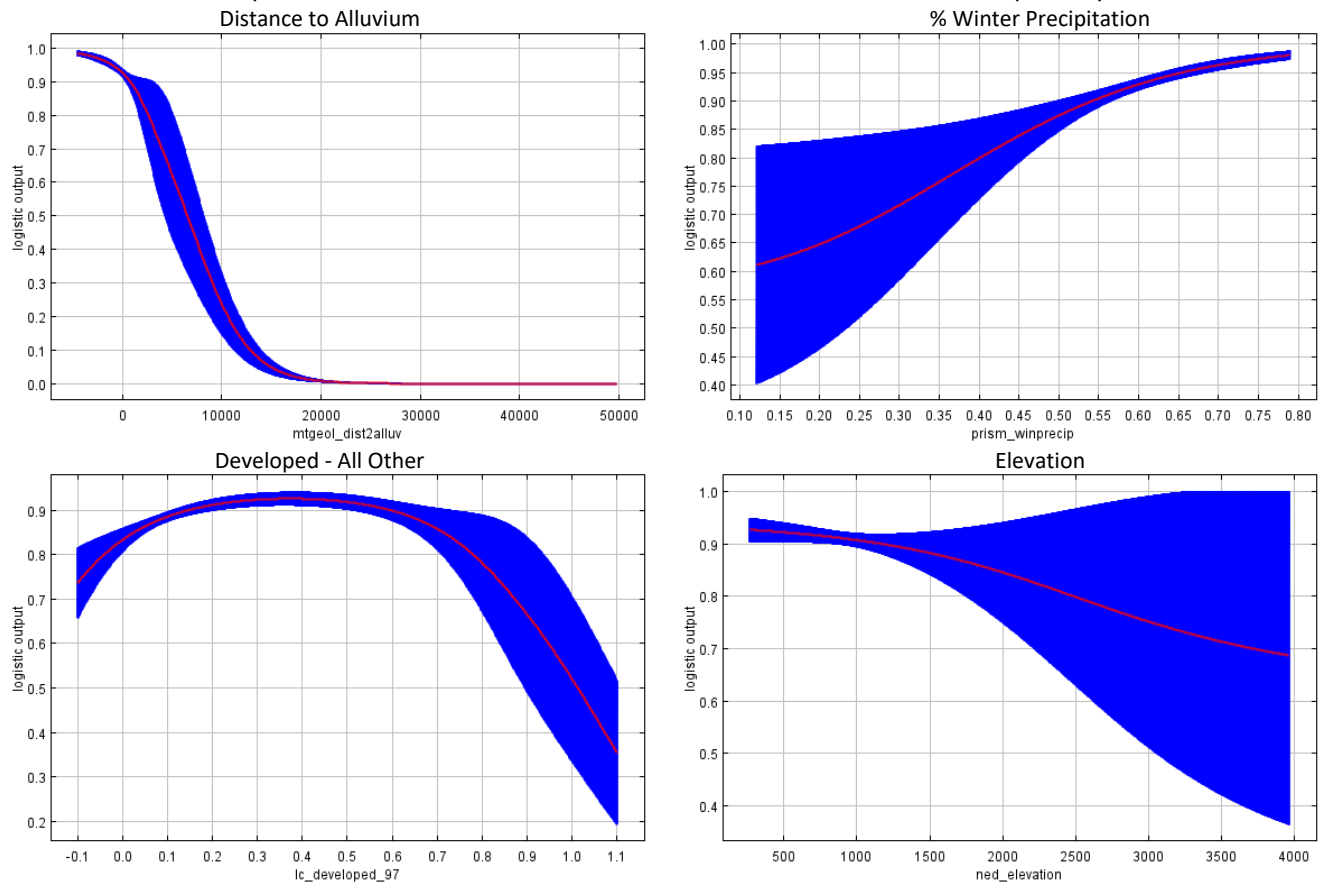 Distance to Alluvium
1.0
0.9
0.8
0.7
0.6
0.5
0.4
0.3
0.2
0.1
0.0
logistic output
0 10000 20000 30000 40000 50000
mtgeol_dist2alluv
% Winter Precipitation
1.00
0.95
0.90
0.85
0.80
0.75
0.70
0.65
0.60
0.55
0.50
0.45
0.40
logistic output
0.10 0.15 0.20 0.25 0.30 0.35 0.40 0.45 0.50 0.55 0.60 0.65 0.70 0.75 0.80
prism_winprecip
Developed - All Other
0.9
0.8
0.7
0.6
0.5
0.4
0.3
0.2
logistic output
-0.1 0.0 0.1 0.2 0.3 0.4 0.5 0.6 0.7 0.8 0.9 1.0 1.1
lc_developed_97
Elevation
1.0
0.9
0.8
0.7
0.6
0.5
0.4
logistic output
500 1000 1500 2000 2500 3000 3500 4000
ned_elevation